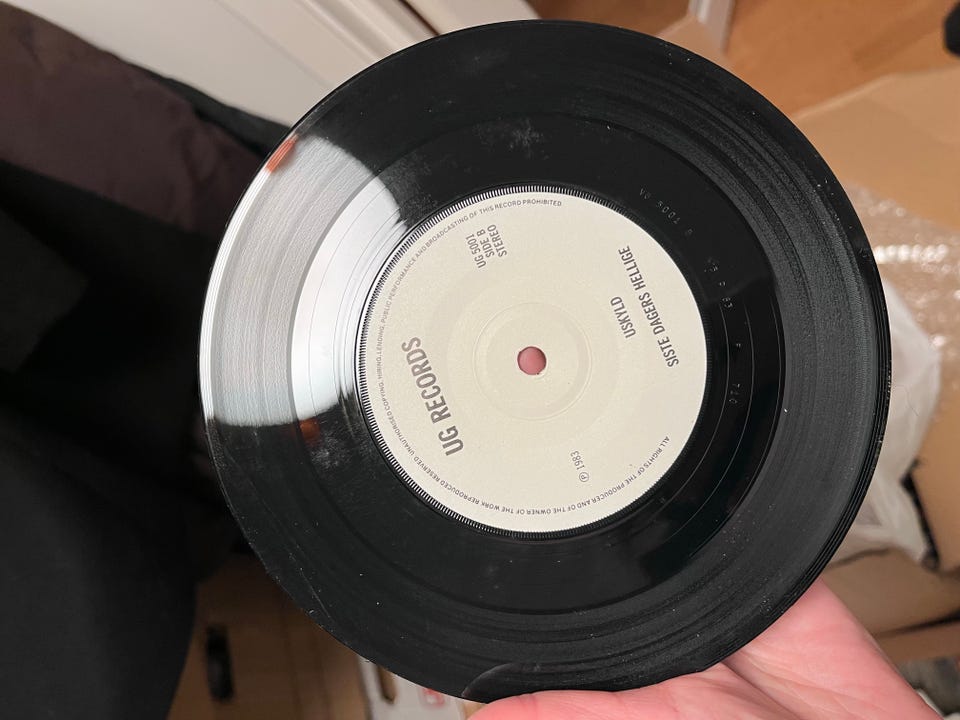 UG RECORDS
UG 5001
SIDE B
STEREO
℗ 1983
USKYLD
SISTE DAGERS HELLIGE
ALL RIGHTS OF THE PRODUCER AND OF THE OWNER OF THE WORK REPRODUCED RESERVED. UNAUTHORISED COPYING, HIRING, LENDING, PUBLIC PERFORMANCE AND BROADCASTING OF THIS RECORD PROHIBITED